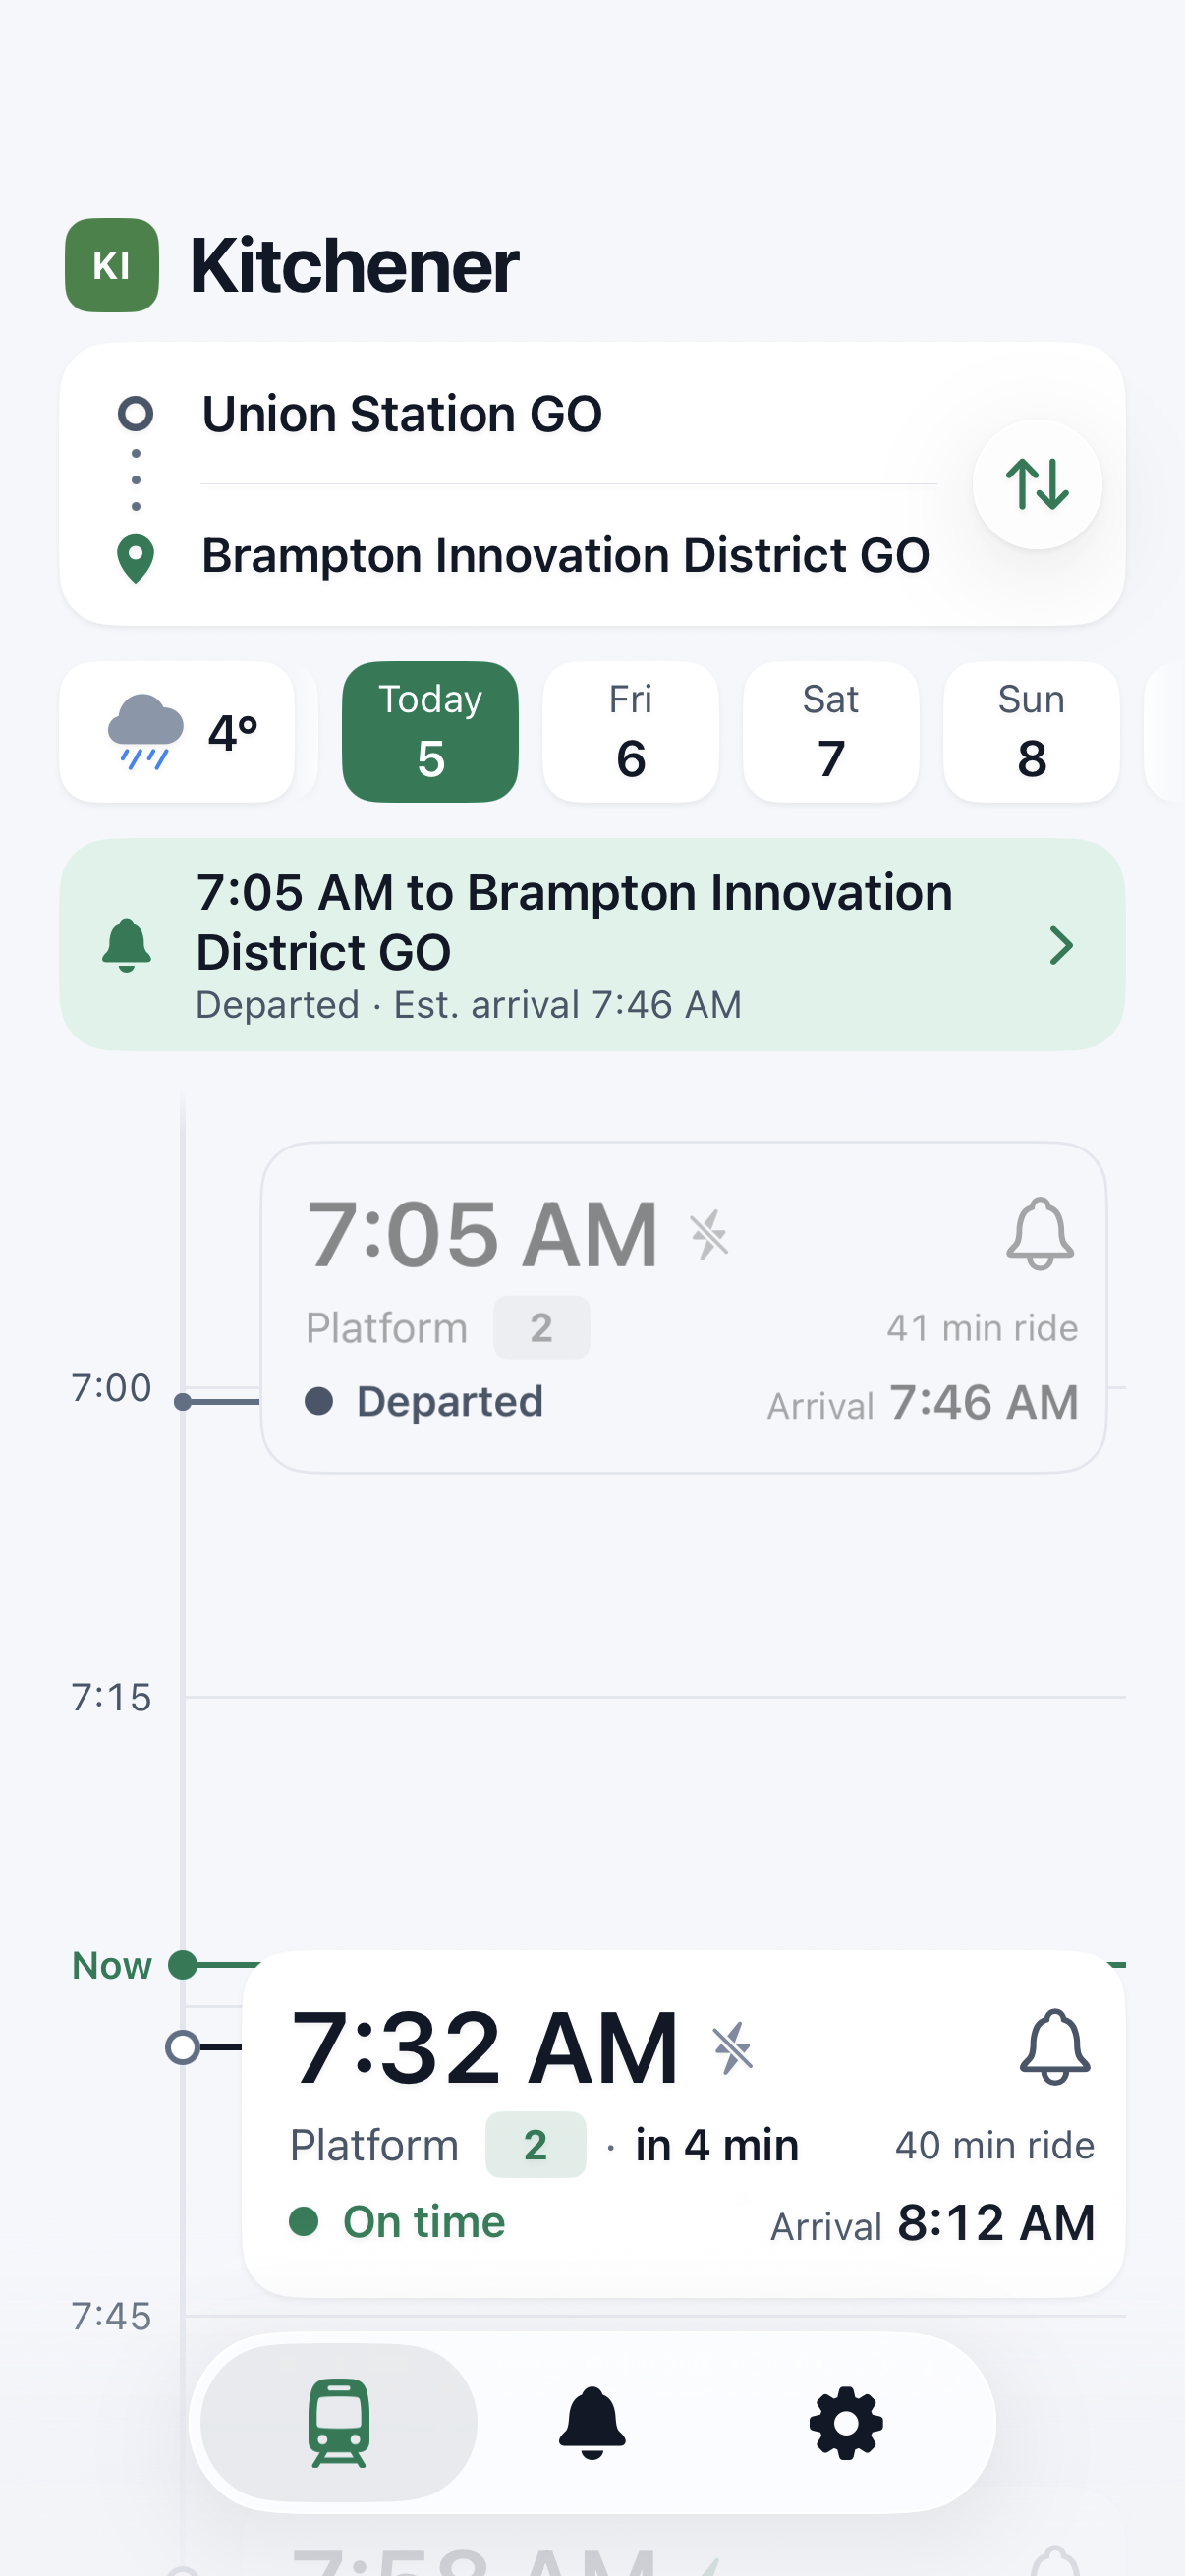 KI Kitchener
Union Station GO
Brampton Innovation District GO
4°
Today
5
Fri
6
Sat
7
Sun
8
7:05 AM to Brampton Innovation
District GO
Departed · Est. arrival 7:46 AM
7:05 AM
Platform 2
41 min ride
7:00
Departed
Arrival 7:46 AM
7:15
Now
7:32 AM
Platform 2 · in 4 min
40 min ride
On time
Arrival 8:12 AM
7:45
7:58 AM